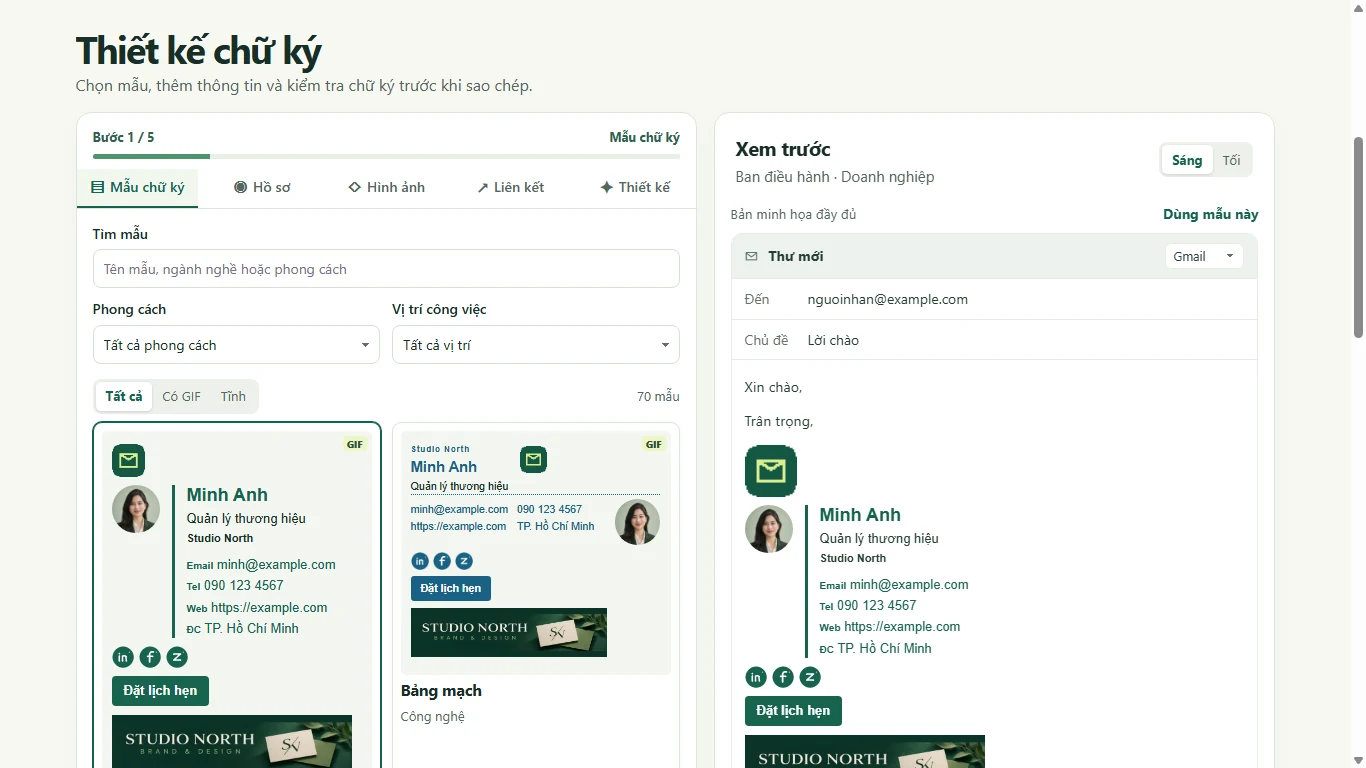 Thiết kế chữ ký
Chọn mẫu, thêm thông tin và kiểm tra chữ ký trước khi sao chép.
Bước 1 / 5
Mẫu chữ ký
Mẫu chữ ký
Hồ sơ
Hình ảnh
Liên kết
Thiết kế
Tìm mẫu
Tên mẫu, ngành nghề hoặc phong cách
Phong cách
Vị trí công việc
Tất cả phong cách
Tất cả vị trí
Tất cả
Có GIF
Tĩnh
70 mẫu
GIF
Minh Anh
Quản lý thương hiệu
Studio North
Email minh@example.com
Tel 090 123 4567
Web https://example.com
ĐC TP. Hồ Chí Minh
in f z
Đặt lịch hẹn
STUDIO NORTH
BRAND & DESIGN
SN
GIF
Studio North
Minh Anh
Quản lý thương hiệu
minh@example.com 090 123 4567
https://example.com TP. Hồ Chí Minh
in f z
Đặt lịch hẹn
STUDIO NORTH
BRAND & DESIGN
SN
Bảng mạch
Công nghệ
Xem trước
Ban điều hành · Doanh nghiệp
Sáng
Tối
Bản minh họa đầy đủ
Dùng mẫu này
Thư mới
Gmail
Đến nguoinhan@example.com
Chủ đề Lời chào
Xin chào,
Trân trọng,
Minh Anh
Quản lý thương hiệu
Studio North
Email minh@example.com
Tel 090 123 4567
Web https://example.com
ĐC TP. Hồ Chí Minh
in f z
Đặt lịch hẹn
STUDIO NORTH